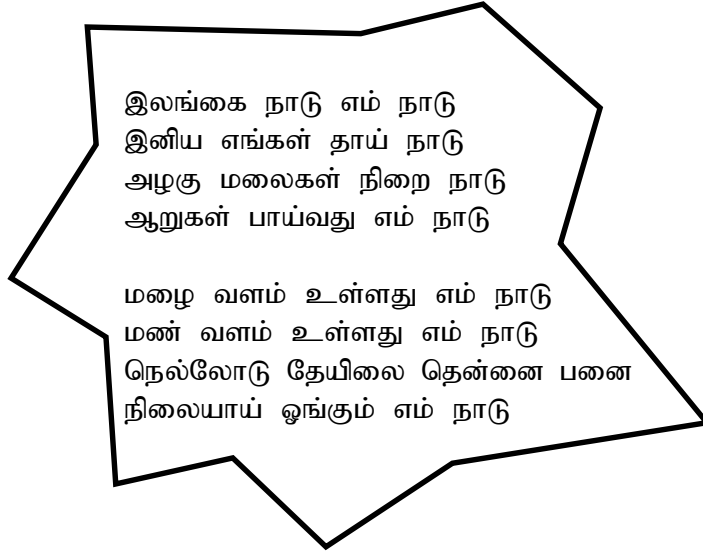 இலங்கை நாடு எம் நாடு
இனிய எங்கள் தாய் நாடு
அழகு மலைகள் நிறை நாடு
ஆறுகள் பாய்வது எம் நாடு
மழை வளம் உள்ளது எம் நாடு
மண் வளம் உள்ளது எம் நாடு
நெல்லோடு தேயிலை தென்னை பனை
நிலையாய் ஓங்கும் எம் நாடு